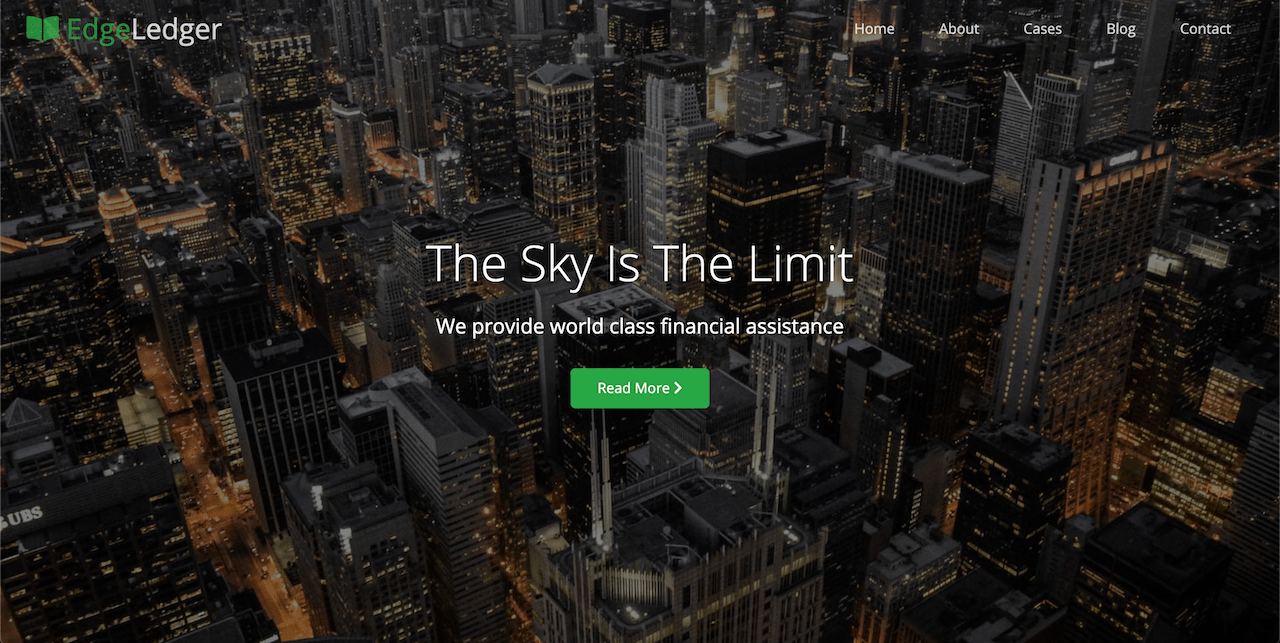 EdgeLedger
Home
About
Cases
Blog
Contact
The Sky Is The Limit
We provide world class financial assistance
Read More
UBS